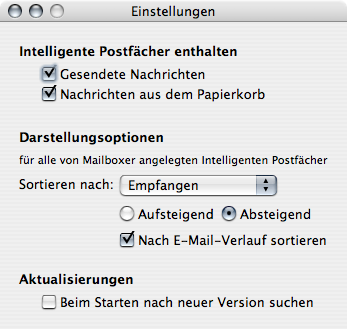 Einstellungen
Intelligente Postfächer enthalten
Gesendete Nachrichten
Nachrichten aus dem Papierkorb
Darstellungsoptionen
für alle von Mailboxer angelegten Intelligenten Postfächer
Sortieren nach: Empfangen
Aufsteigend Absteigend
Nach E-Mail-Verlauf sortieren
Aktualisierungen
Beim Starten nach neuer Version suchen